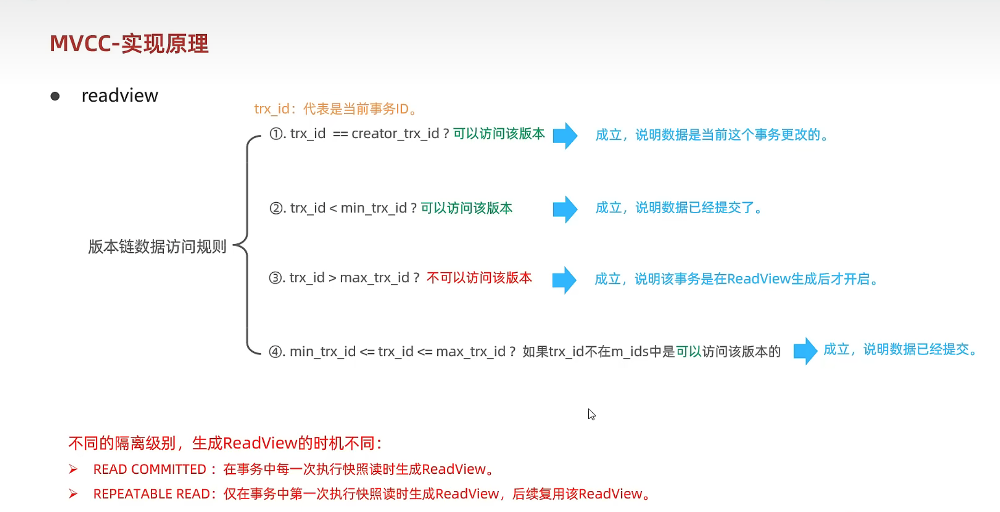 MVCC-实现原理
● readview
trx_id：代表是当前事务ID。
①. trx_id == creator_trx_id ? 可以访问该版本 成立，说明数据是当前这个事务更改的。
②. trx_id < min_trx_id ? 可以访问该版本 成立，说明数据已经提交了。
版本链数据访问规则
③. trx_id > max_trx_id ? 不可以访问该版本 成立，说明该事务是在ReadView生成后才开启。
④. min_trx_id <= trx_id <= max_trx_id ? 如果trx_id不在m_ids中是可以访问该版本的 成立，说明数据已经提交。
不同的隔离级别，生成ReadView的时机不同：
➢ READ COMMITTED ：在事务中每一次执行快照读时生成ReadView。
➢ REPEATABLE READ：仅在事务中第一次执行快照读时生成ReadView，后续复用该ReadView。